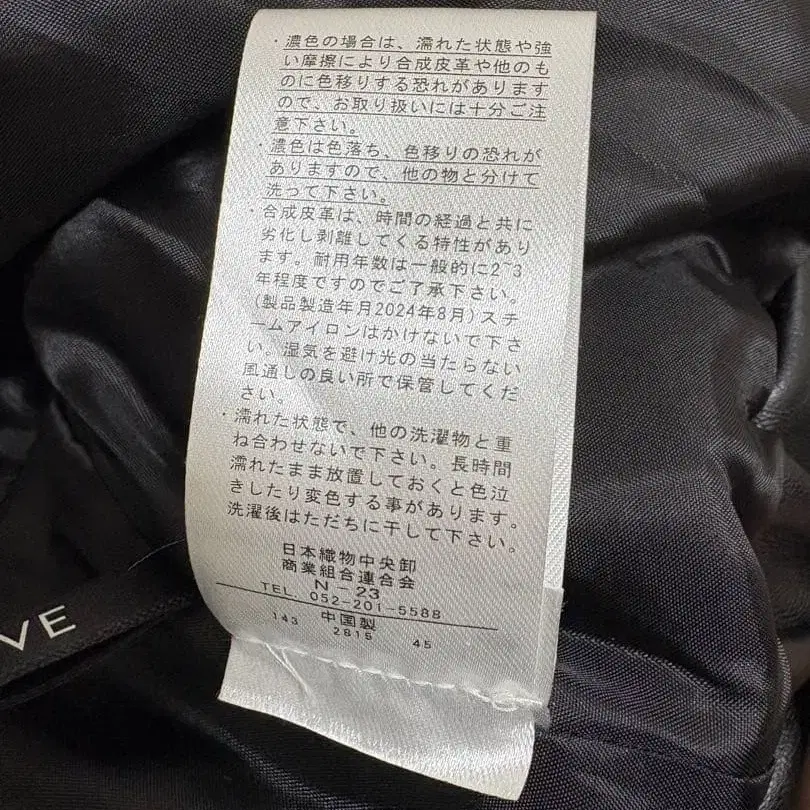 ・濃色の場合は、濡れた状態や強
い摩擦により合成皮革や他のも
のに色移りする恐れがあります
ので、お取り扱いには十分ご注
意下さい。
・濃色は色落ち、色移りの恐れが
ありますので、他の物と分けて
洗って下さい。
・合成皮革は、時間の経過と共に
劣化し剥離してくる特性があり
ます。耐用年数は一般的に2~3
年程度ですのでご了承下さい。
(製品製造年月2024年8月)スチ
ームアイロンはかけないで下さ
い。湿気を避け光の当たらない
風通しの良い所で保管してくだ
さい。
・濡れた状態で、他の洗濯物と重
ね合わせないで下さい。長時間
濡れたまま放置しておくと色泣
きしたり変色する事があります。
洗濯後はただちに干して下さい。
日本織物中央卸
商業組合連合会
N-23
TEL. 052-201-5588
中国製
143 2815 45
VE